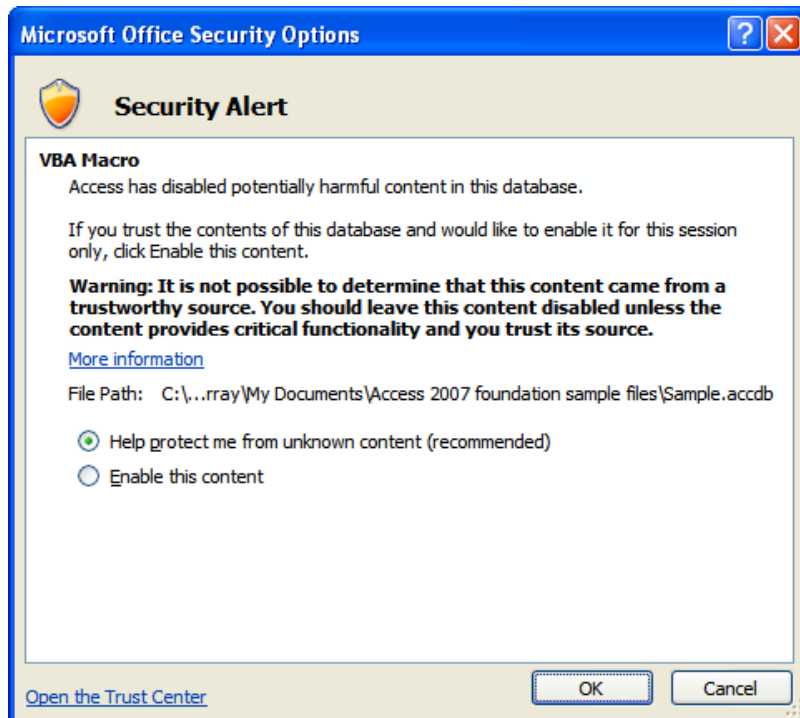 Microsoft Office Security Options
Security Alert
VBA Macro
Access has disabled potentially harmful content in this database.
If you trust the contents of this database and would like to enable it for this session
only, click Enable this content.
Warning: It is not possible to determine that this content came from a
trustworthy source. You should leave this content disabled unless the
content provides critical functionality and you trust its source.
More information
File Path: C:\...rray\My Documents\Access 2007 foundation sample files\Sample.accdb
Help protect me from unknown content (recommended)
Enable this content
Open the Trust Center
OK
Cancel